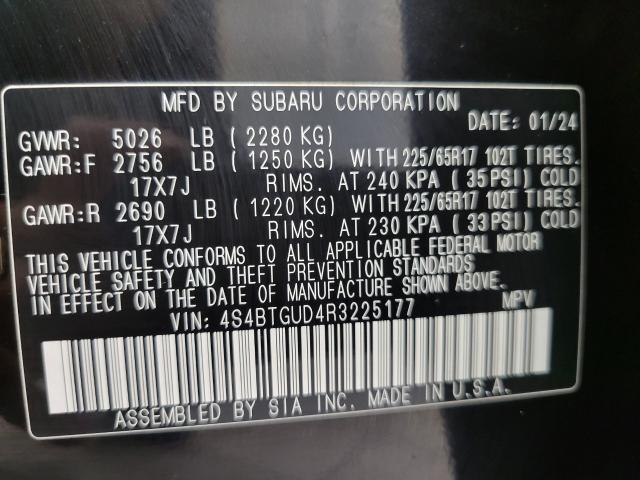 MFD BY SUBARU CORPORATION
DATE: 01/24
GVWR: 5026 LB ( 2280 KG)
GAWR:F 2756 LB ( 1250 KG) WITH 225/65R17 102T TIRES.
17X7J RIMS. AT 240 KPA ( 35 PSI) COLD
GAWR:R 2690 LB ( 1220 KG) WITH 225/65R17 102T TIRES.
17X7J RIMS. AT 230 KPA ( 33 PSI) COLD
THIS VEHICLE CONFORMS TO ALL APPLICABLE FEDERAL MOTOR
VEHICLE SAFETY AND THEFT PREVENTION STANDARDS
IN EFFECT ON THE DATE OF MANUFACTURE SHOWN ABOVE.
VIN: 4S4BTGUD4R3225177 MPV
ASSEMBLED BY SIA INC. MADE IN U.S.A.